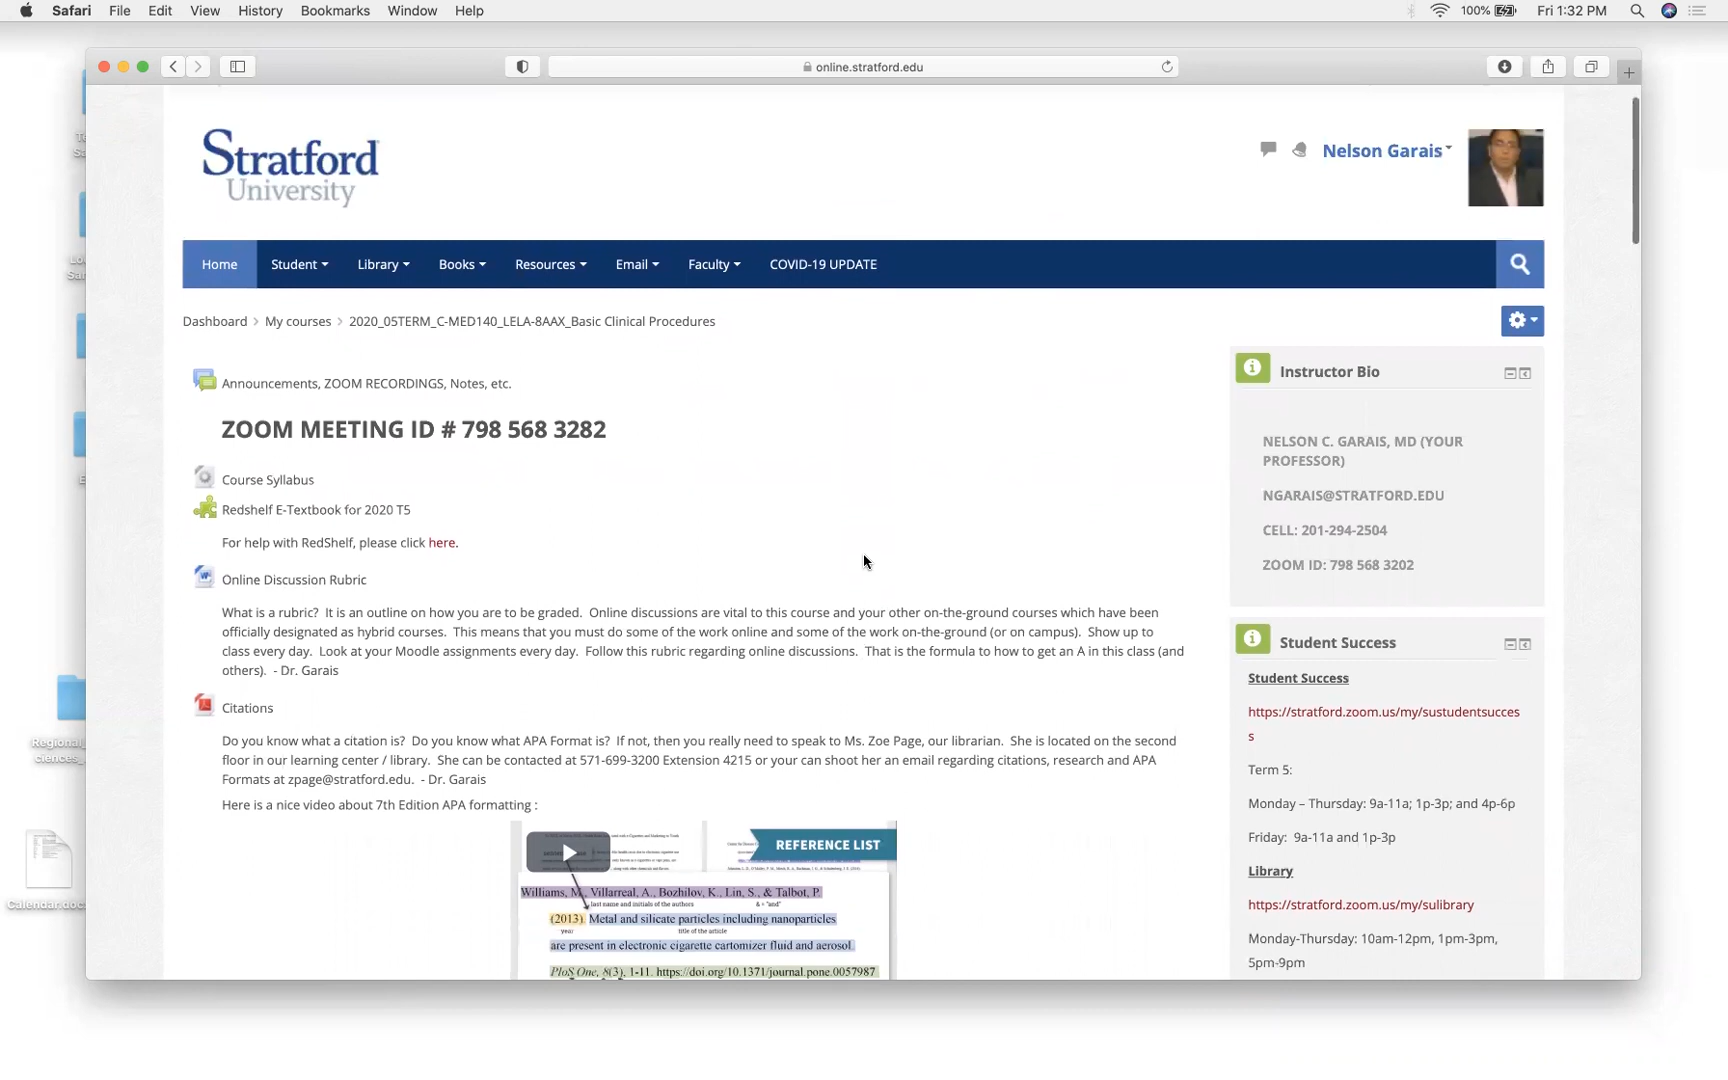 Safari File Edit View History Bookmarks Window Help
100% Fri 1:32 PM
online.stratford.edu
Stratford
University
Nelson Garais
Home Student Library Books Resources Email Faculty COVID-19 UPDATE
Dashboard > My courses > 2020_05TERM_C-MED140_LELA-8AAX_Basic Clinical Procedures
Announcements, ZOOM RECORDINGS, Notes, etc.
ZOOM MEETING ID # 798 568 3282
Course Syllabus
Redshelf E-Textbook for 2020 T5
For help with RedShelf, please click here.
Online Discussion Rubric
What is a rubric? It is an outline on how you are to be graded. Online discussions are vital to this course and your other on-the-ground courses which have been
officially designated as hybrid courses. This means that you must do some of the work online and some of the work on-the-ground (or on campus). Show up to
class every day. Look at your Moodle assignments every day. Follow this rubric regarding online discussions. That is the formula to how to get an A in this class (and
others). - Dr. Garais
Citations
Do you know what a citation is? Do you know what APA Format is? If not, then you really need to speak to Ms. Zoe Page, our librarian. She is located on the second
floor in our learning center / library. She can be contacted at 571-699-3200 Extension 4215 or your can shoot her an email regarding citations, research and APA
Formats at zpage@stratford.edu. - Dr. Garais
Here is a nice video about 7th Edition APA formatting :
REFERENCE LIST
Williams, M., Villarreal, A., Bozhilov, K., Lin, S., & Talbot, P.
last name and initials of the authors & = "and"
(2013). Metal and silicate particles including nanoparticles
year title of the article
are present in electronic cigarette cartomizer fluid and aerosol.
PloS One, 8(3), 1-11. https://doi.org/10.1371/journal.pone.0057987
Instructor Bio
NELSON C. GARAIS, MD (YOUR
PROFESSOR)
NGARAIS@STRATFORD.EDU
CELL: 201-294-2504
ZOOM ID: 798 568 3202
Student Success
Student Success
https://stratford.zoom.us/my/sustudentsucces
s
Term 5:
Monday – Thursday: 9a-11a; 1p-3p; and 4p-6p
Friday: 9a-11a and 1p-3p
Library
https://stratford.zoom.us/my/sulibrary
Monday-Thursday: 10am-12pm, 1pm-3pm,
5pm-9pm
Regional_
ciences_
Calendar.doc